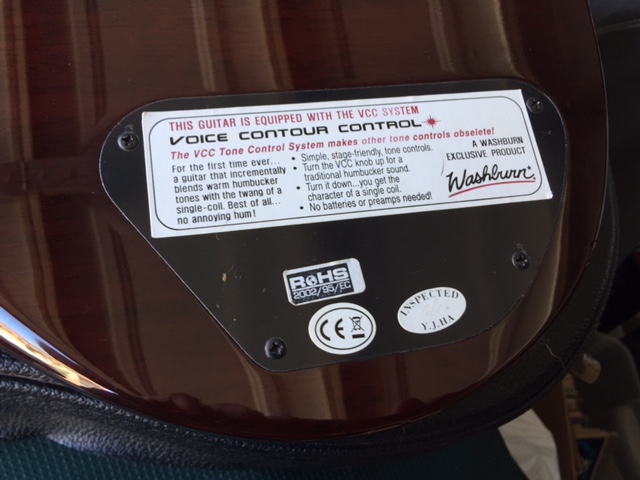 THIS GUITAR IS EQUIPPED WITH THE VCC SYSTEM
VOICE CONTOUR CONTROL
The VCC Tone Control System makes other tone controls obselete!
For the first time ever...
a guitar that incrementally
blends warm humbucker
tones with the twang of a
single-coil. Best of all...
no annoying hum!
• Simple, stage-friendly, tone controls.
• Turn the VCC knob up for a
traditional humbucker sound.
• Turn it down...you get the
character of a single coil.
• No batteries or preamps needed!
A WASHBURN
EXCLUSIVE PRODUCT
Washburn®
RoHS
2002/95/EC
CE
INSPECTED
Y.J.HA